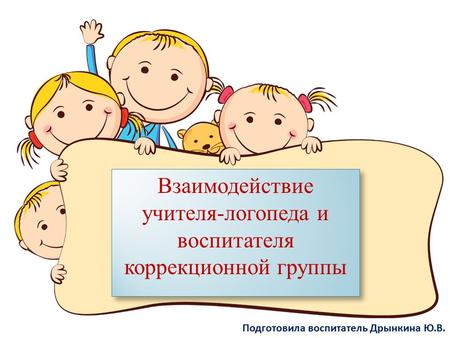 Взаимодействие
учителя-логопеда и
воспитателя
коррекционной группы
Подготовила воспитатель Дрынкина Ю.В.